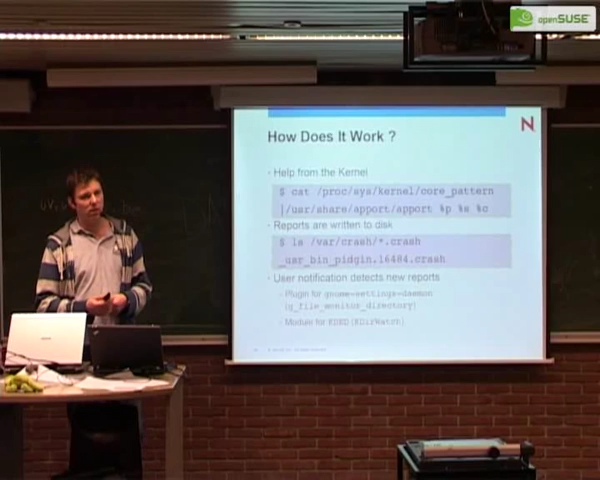 openSUSE
How Does It Work ?
N
· Help from the Kernel
$ cat /proc/sys/kernel/core_pattern
|/usr/share/apport/apport %p %s %c
· Reports are written to disk
$ ls /var/crash/*.crash
_usr_bin_pidgin.16484.crash
· User notification detects new reports
· Plugin for gnome-settings-daemon
(g_file_monitor_directory)
· Module for KDED (KDirWatch)